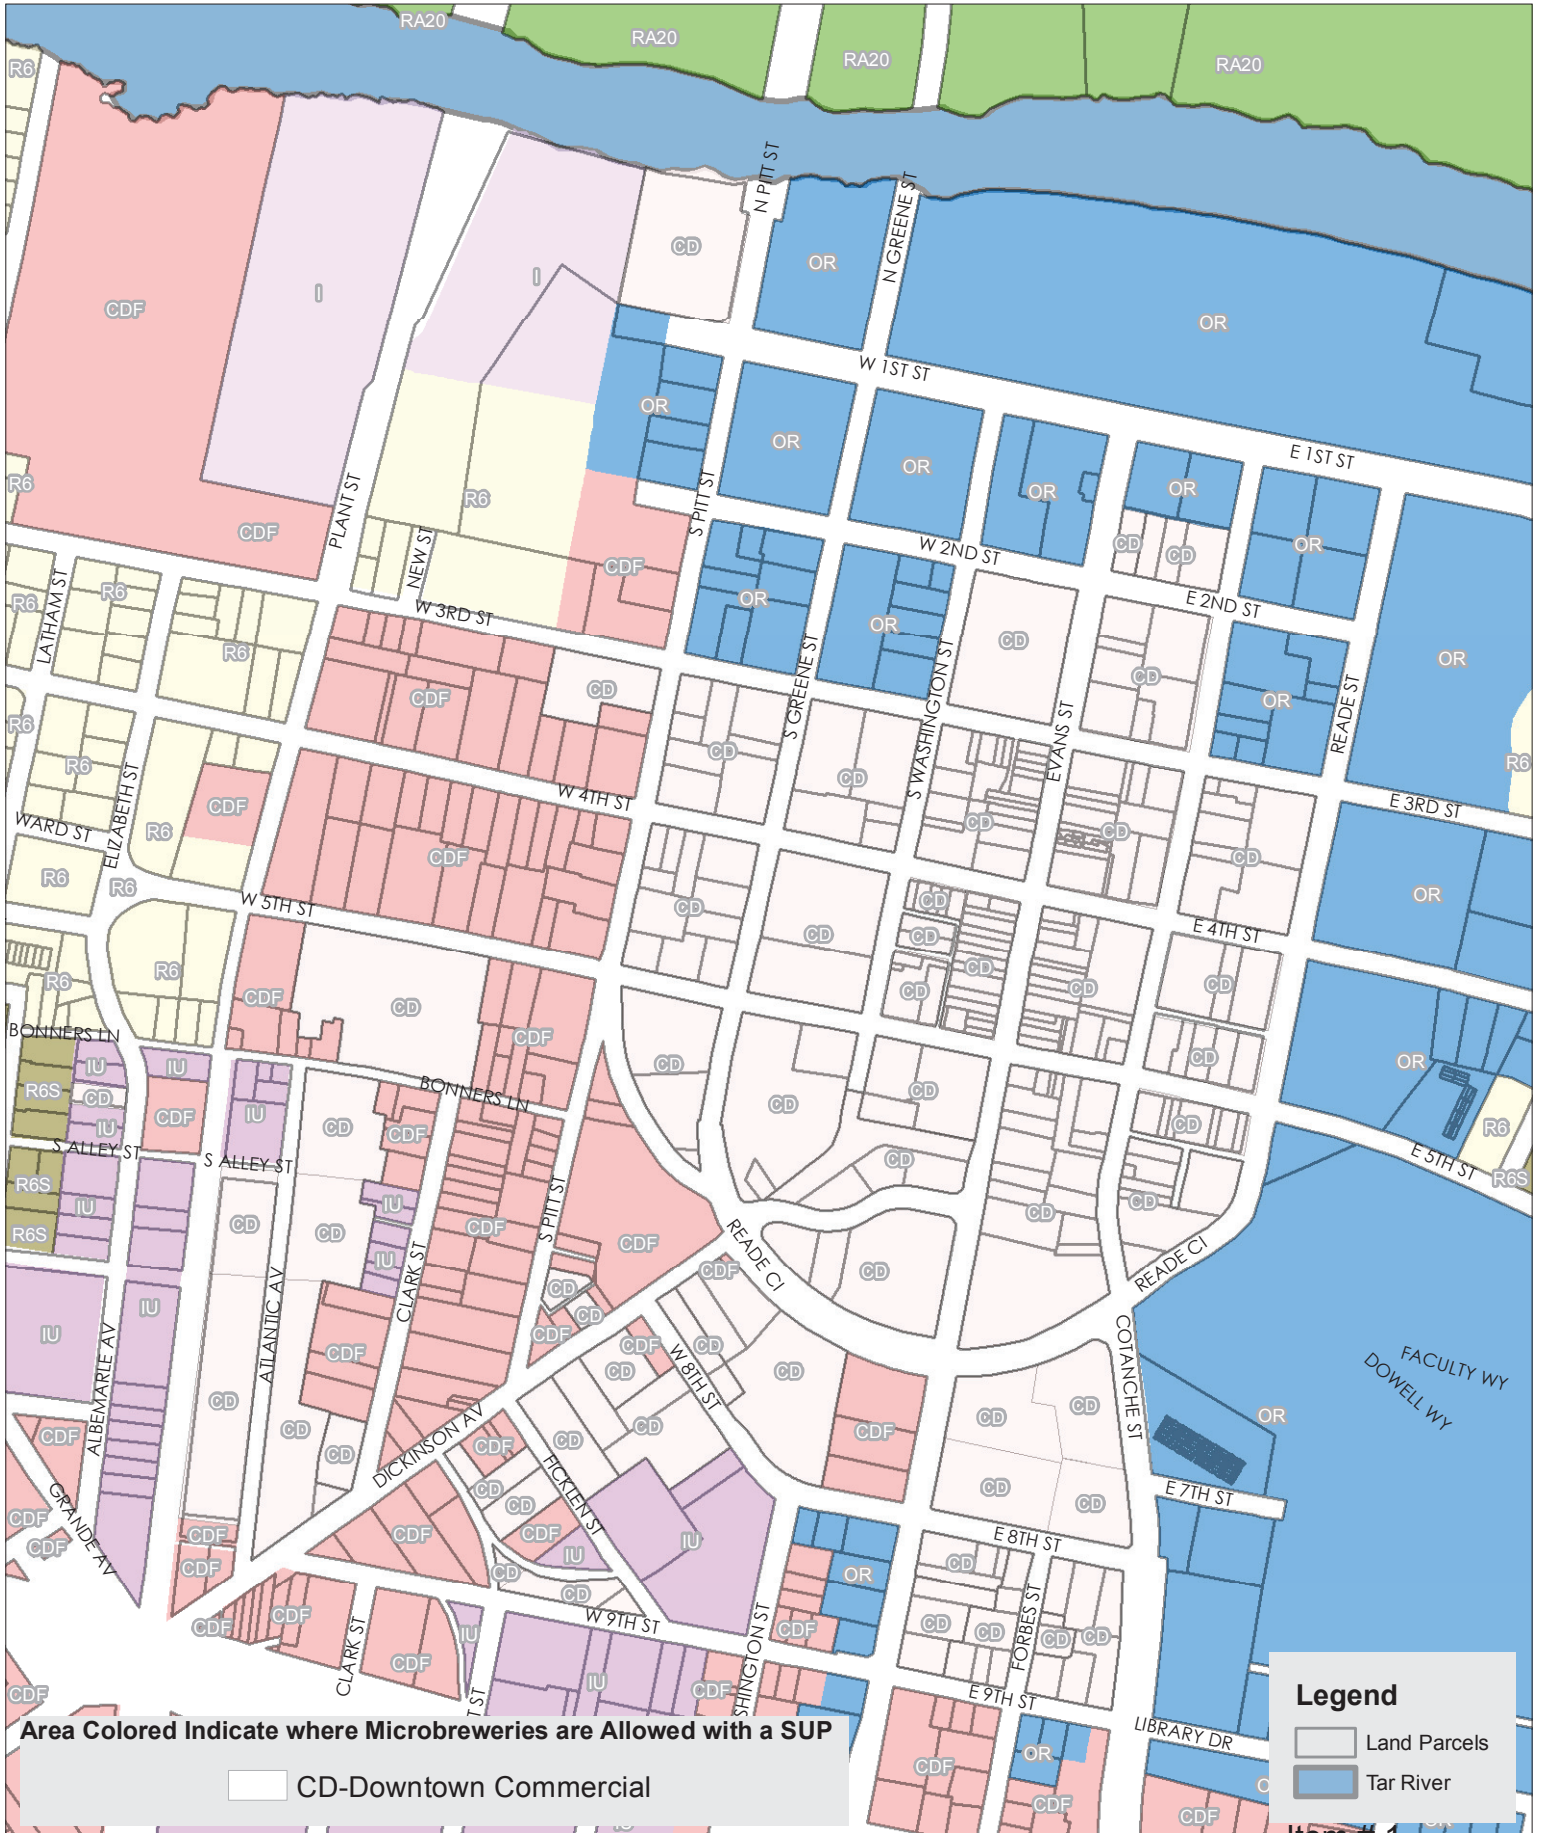 RA20
RA20
RA20
RA20
R6
N PITT ST
N GREENE ST
CD
OR
I
I
CDF
OR
W 1ST ST
OR
OR
OR
E 1ST ST
R6
CDF
PLANT ST
R6
S PITT ST
OR
OR
OR
CD
CD
W 2ND ST
NEW ST
CDF
LATHAM ST
R6
R6
W 3RD ST
OR
OR
E 2ND ST
R6
CDF
CD
S GREENE ST
S WASHINGTON ST
CD
CD
EVANS ST
OR
READE ST
OR
R6
R6
R6
ELIZABETH ST
CDF
W 4TH ST
CD
CD
CD
CD
CD
E 3RD ST
WARD ST
R6
R6
R6
CDF
W 5TH ST
CD
CD
CD
CD
CD
CD
CD
E 4TH ST
CD
OR
R6
R6
CDF
CD
CDF
BONNERS LN
IU
IU
BONNERS LN
CD
CD
CD
CD
OR
R6S
CD
IU
CDF
IU
CD
CDF
CD
R6
S ALLEY ST
S ALLEY ST
CD
CD
E 5TH ST
R6S
R6S
IU
CD
CD
IU
CDF
S PITT ST
CDF
CD
R6S
IU
CLARK ST
READE CI
READE CI
CD
CDF
CD
IU
IU
ATLANTIC AV
CD
CDF
CDF
CD
W 8TH ST
CD
CD
COTANCHE ST
FACULTY WY
DOWELL WY
ALBEMARLE AV
CDF
CD
CD
CD
DICKINSON AV
CD
CD
CDF
CD
CD
OR
CDF
CDF
GRANDE AV
CD
CD
FICKLEN ST
CDF
CD
CD
E 7TH ST
CDF
CDF
CDF
CDF
CDF
IU
IU
E 8TH ST
CD
CD
OR
CD
CDF
CDF
CLARK ST
CDF
IU
W 9TH ST
CDF
CD
CD
FORBES ST
CD
CD
IU
CDF
CDF
E 9TH ST
LIBRARY DR
OR
CDF
CDF
CDF
Area Colored Indicate where Microbreweries are Allowed with a SUP
CD-Downtown Commercial
Legend
Land Parcels
Tar River